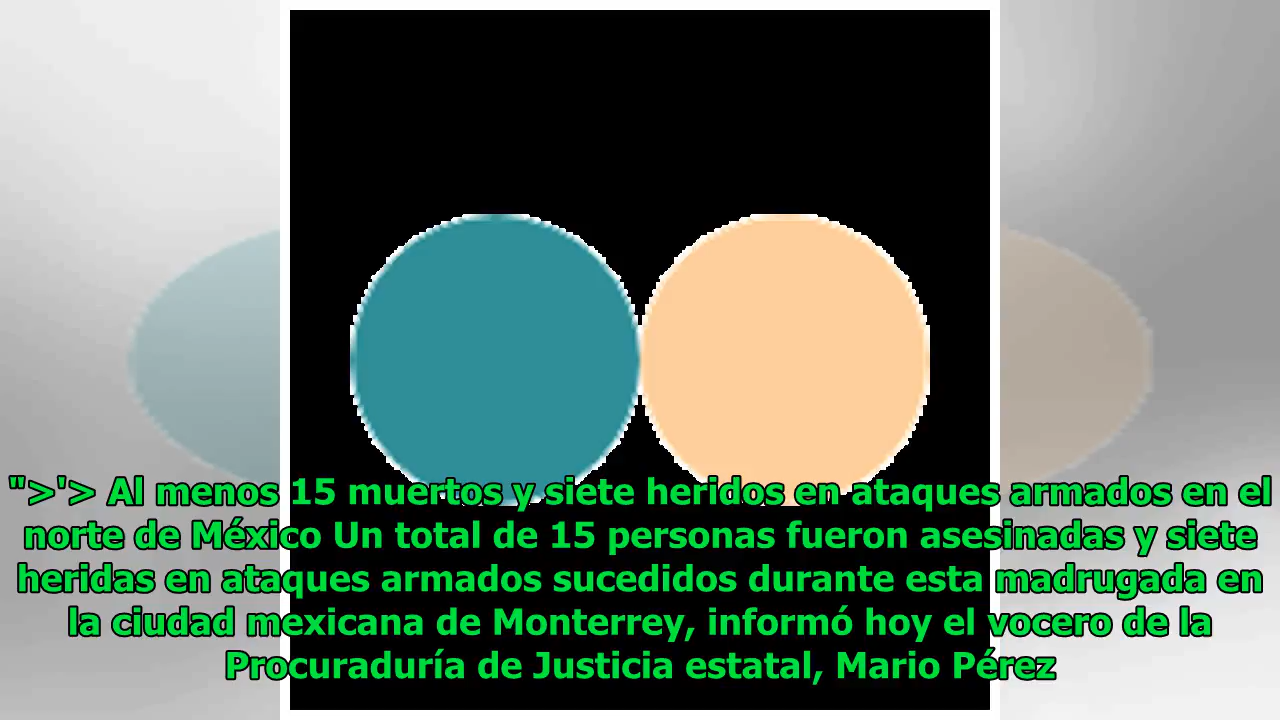 ">'> Al menos 15 muertos y siete heridos en ataques armados en el
norte de México Un total de 15 personas fueron asesinadas y siete
heridas en ataques armados sucedidos durante esta madrugada en
la ciudad mexicana de Monterrey, informó hoy el vocero de la
Procuraduría de Justicia estatal, Mario Pérez